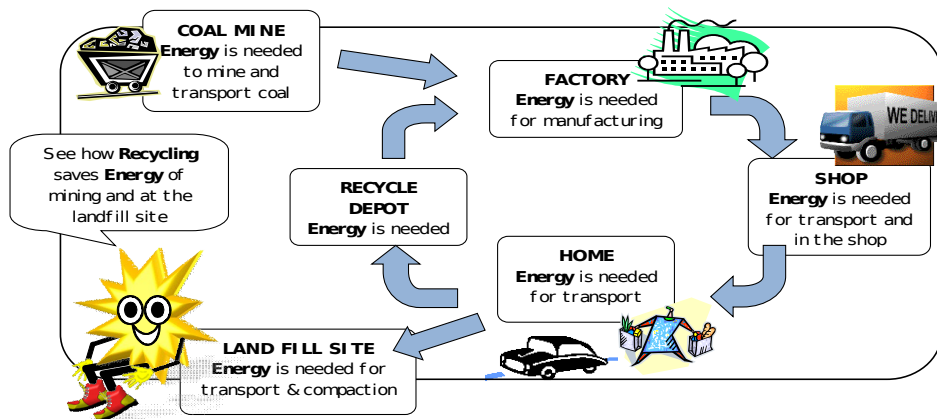 COAL MINE
Energy is needed
to mine and
transport coal
FACTORY
Energy is needed
for manufacturing
WE DELIV
See how Recycling
saves Energy of
mining and at the
landfill site
RECYCLE
DEPOT
Energy is needed
SHOP
Energy is needed
for transport and
in the shop
HOME
Energy is needed
for transport
LAND FILL SITE
Energy is needed for
transport & compaction